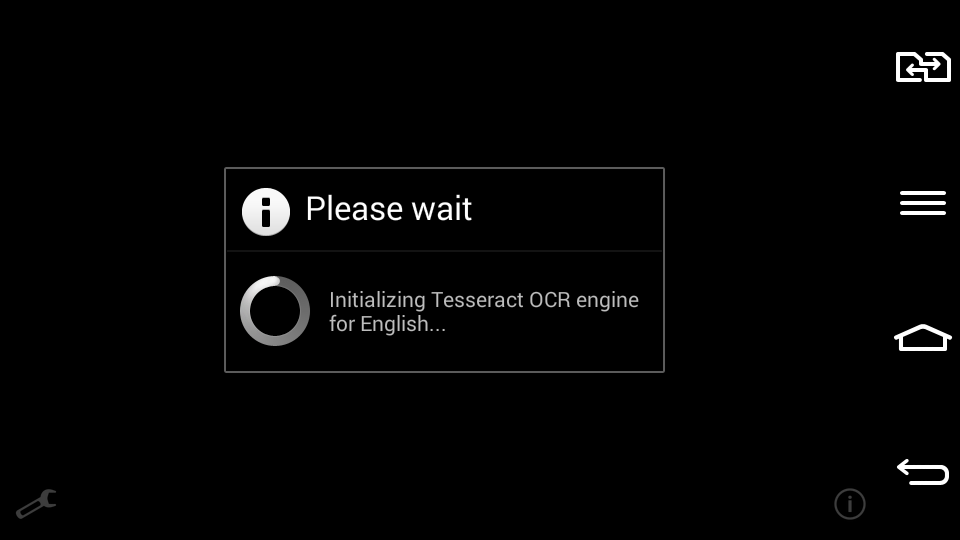 Please wait
Initializing Tesseract OCR engine
for English...